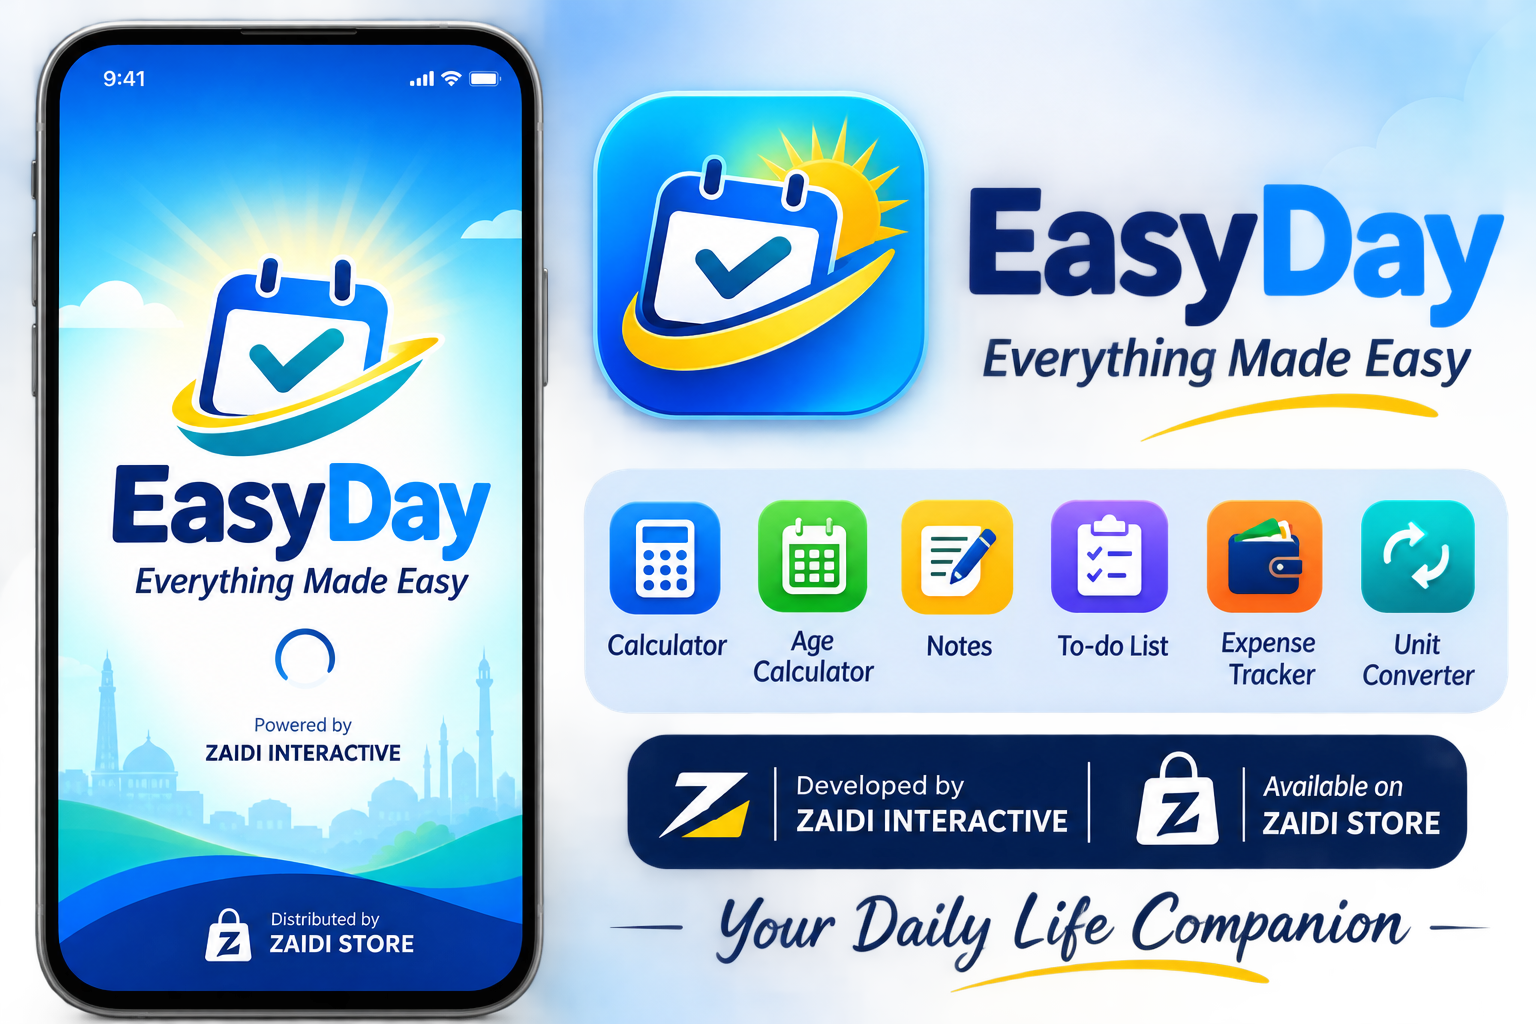 9:41
EasyDay
Everything Made Easy
Powered by
ZAIDI INTERACTIVE
Z
Distributed by
ZAIDI STORE
EasyDay
Everything Made Easy
Calculator
Age
Calculator
Notes
To-do List
Expense
Tracker
Unit
Converter
Z
Developed by
ZAIDI INTERACTIVE
Z
Available on
ZAIDI STORE
Your Daily Life Companion